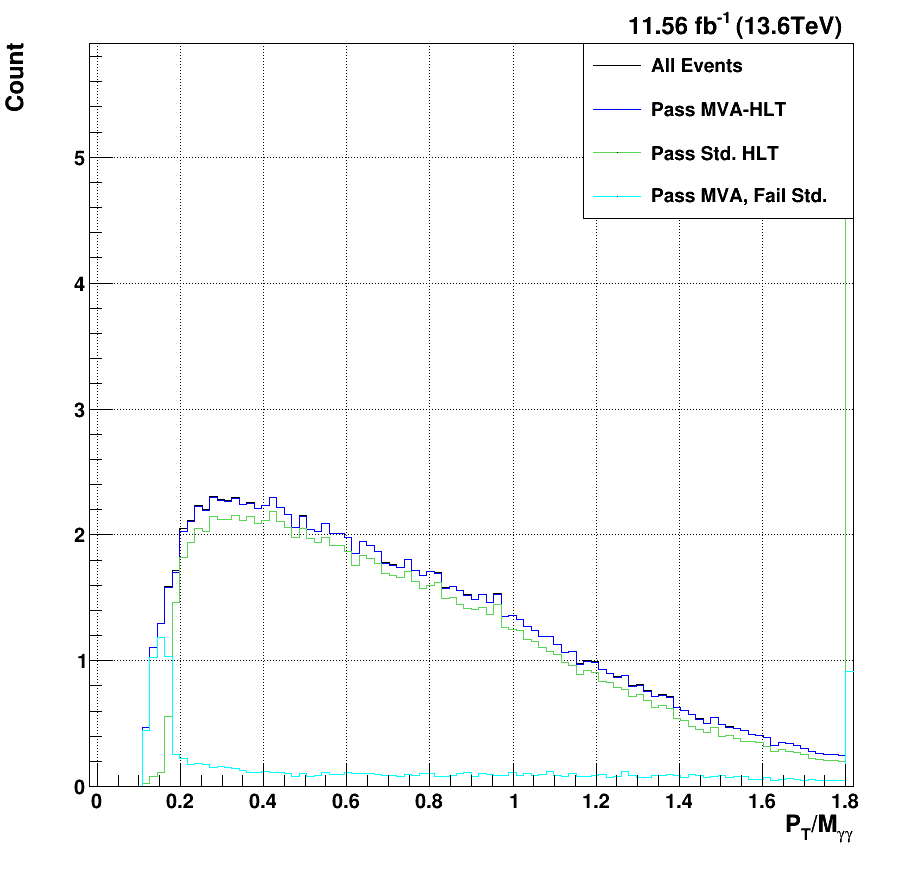 11.56 fb-1 (13.6TeV)
Count
All Events
Pass MVA-HLT
Pass Std. HLT
Pass MVA, Fail Std.
5
4
3
2
1
0
0 0.2 0.4 0.6 0.8 1 1.2 1.4 1.6 1.8
PT/Mγγ